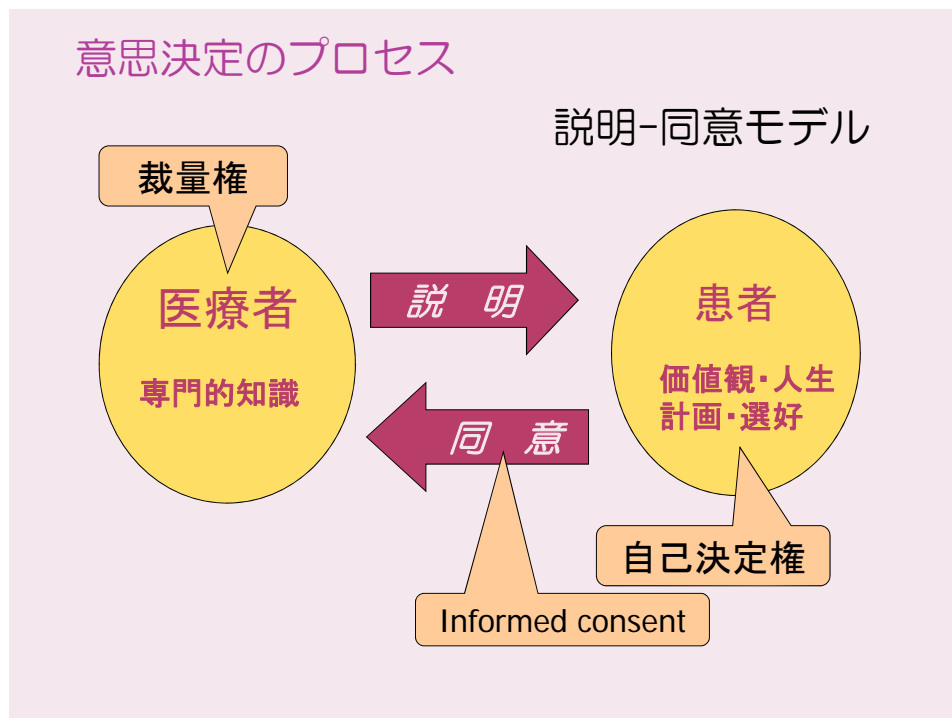 意思決定のプロセス
説明-同意モデル
裁量権
医療者
専門的知識
説 明
同 意
患者
価値観・人生
計画・選好
自己決定権
Informed consent